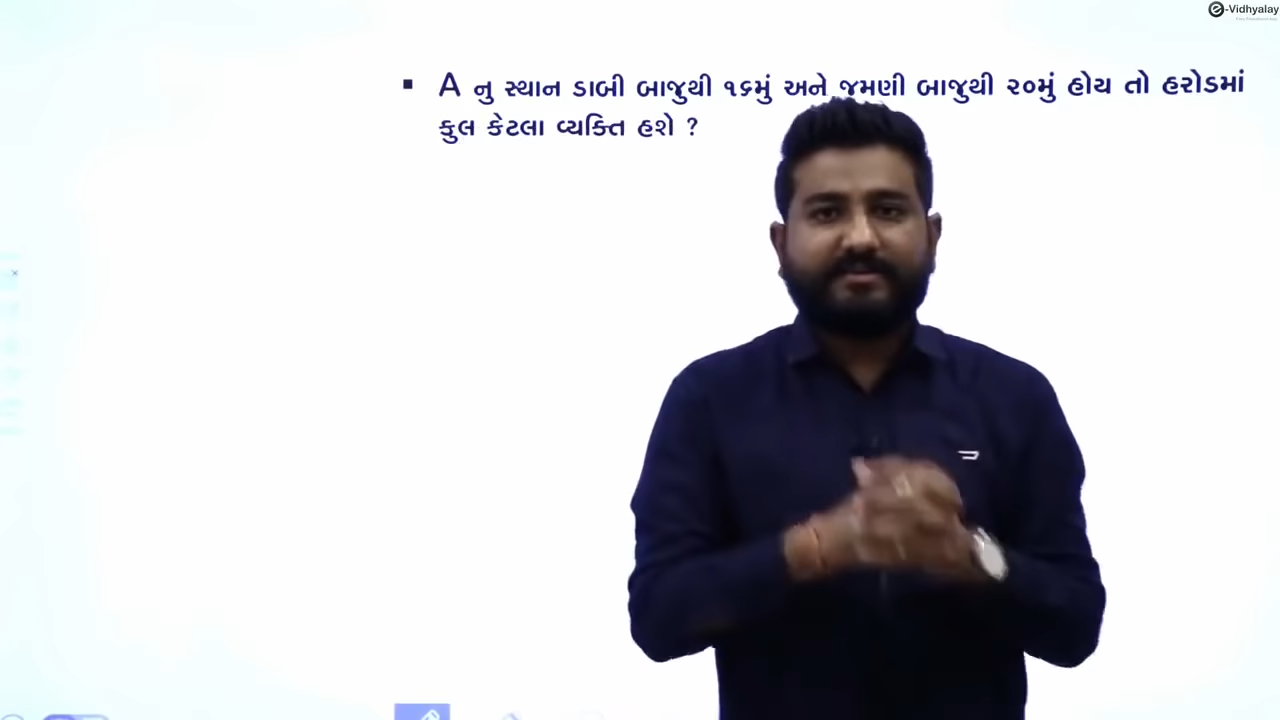 e-Vidhyalay
▪ A નુ સ્થાન ડાબી બાજુથી ૧૬મું અને જમણી બાજુથી ૨૦મું હોય તો હરોડમાં
કુલ કેટલા વ્યક્તિ હશે ?